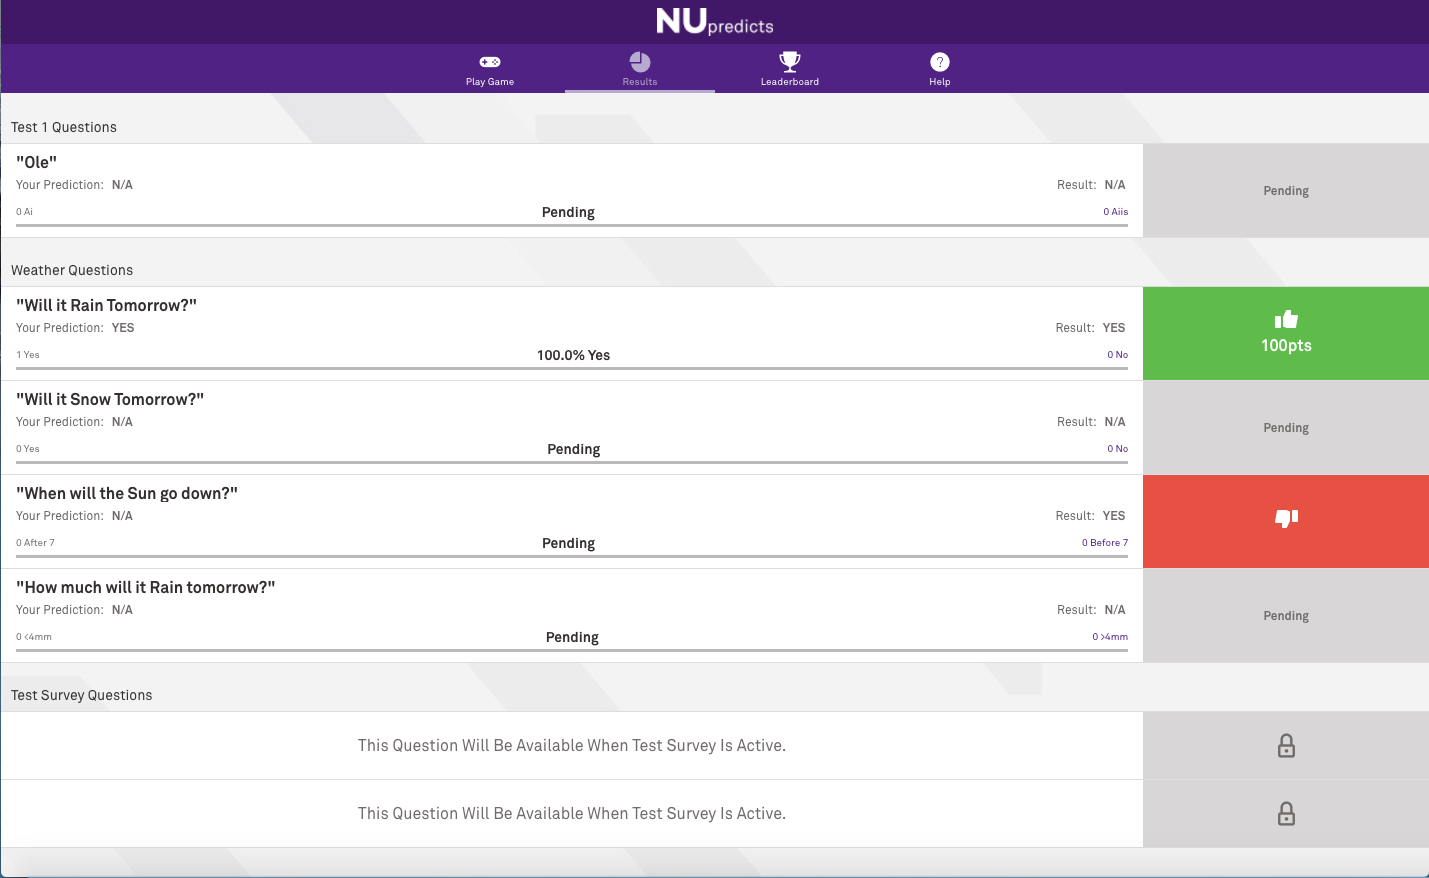 NUpredicts
Play Game
Results
Leaderboard
? Help
Test 1 Questions
"Ole"
Your Prediction: N/A
Result: N/A
0 Ai
Pending
0 Aiis
Pending
Weather Questions
"Will it Rain Tomorrow?"
Your Prediction: YES
Result: YES
1 Yes
100.0% Yes
0 No
100pts
"Will it Snow Tomorrow?"
Your Prediction: N/A
Result: N/A
0 Yes
Pending
0 No
Pending
"When will the Sun go down?"
Your Prediction: N/A
Result: YES
0 After 7
Pending
0 Before 7
"How much will it Rain tomorrow?"
Your Prediction: N/A
Result: N/A
0 <4mm
Pending
0 >4mm
Pending
Test Survey Questions
This Question Will Be Available When Test Survey Is Active.
This Question Will Be Available When Test Survey Is Active.